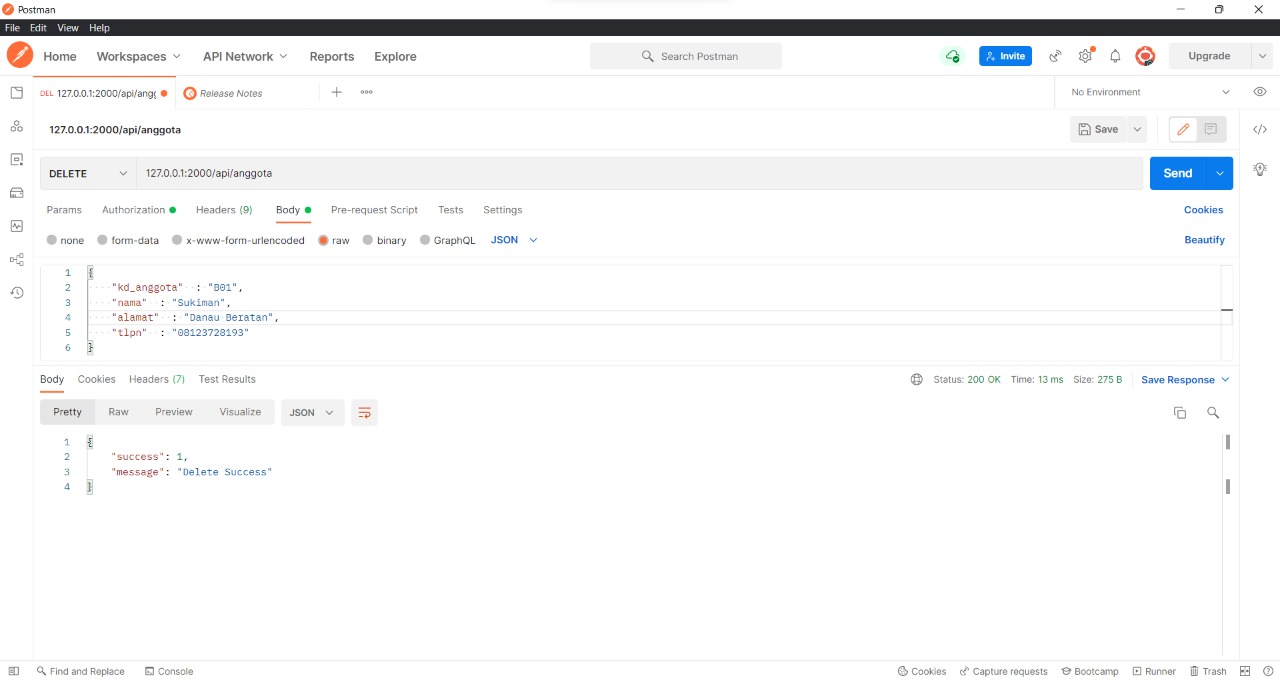 Postman
File Edit View Help
Home Workspaces API Network Reports Explore Search Postman Invite Upgrade
DEL 127.0.0.1:2000/api/angg Release Notes No Environment
127.0.0.1:2000/api/anggota Save
DELETE 127.0.0.1:2000/api/anggota Send
Params Authorization Headers (9) Body Pre-request Script Tests Settings Cookies
none form-data x-www-form-urlencoded raw binary GraphQL JSON Beautify
1 {
2 "kd_anggota" : "B01",
3 "nama" : "Sukiman",
4 "alamat" : "Danau Beratan",
5 "tlpn" : "08123728193"
6 }
Body Cookies Headers (7) Test Results Status: 200 OK Time: 13 ms Size: 275 B Save Response
Pretty Raw Preview Visualize JSON
1 {
2 "success": 1,
3 "message": "Delete Success"
4 }
Find and Replace Console Cookies Capture requests Bootcamp Runner Trash